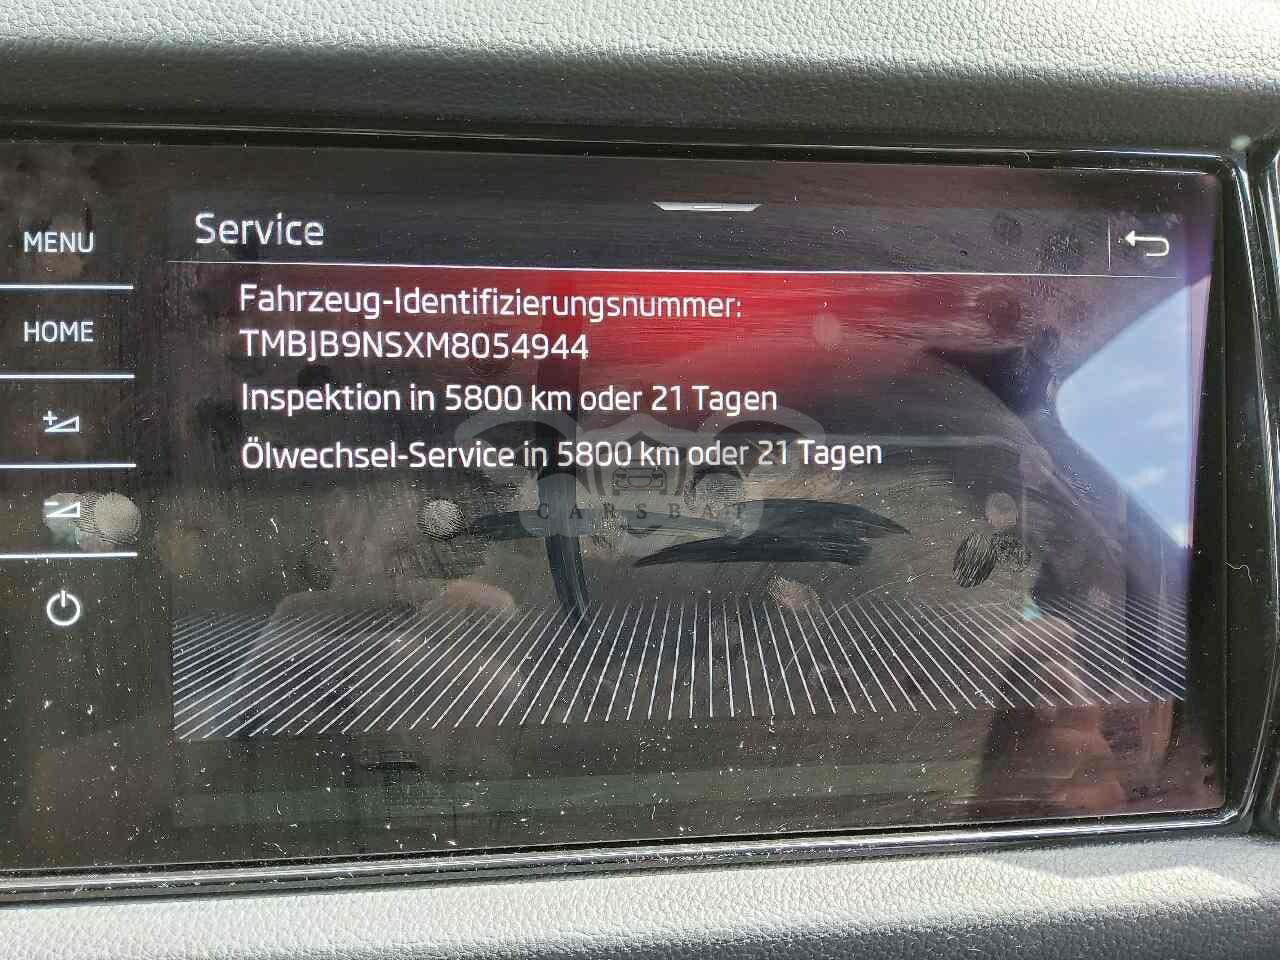 Service
MENU
HOME
Fahrzeug-Identifizierungsnummer:
TMBJB9NSXM8054944
Inspektion in 5800 km oder 21 Tagen
Ölwechsel-Service in 5800 km oder 21 Tagen
CARSBAT